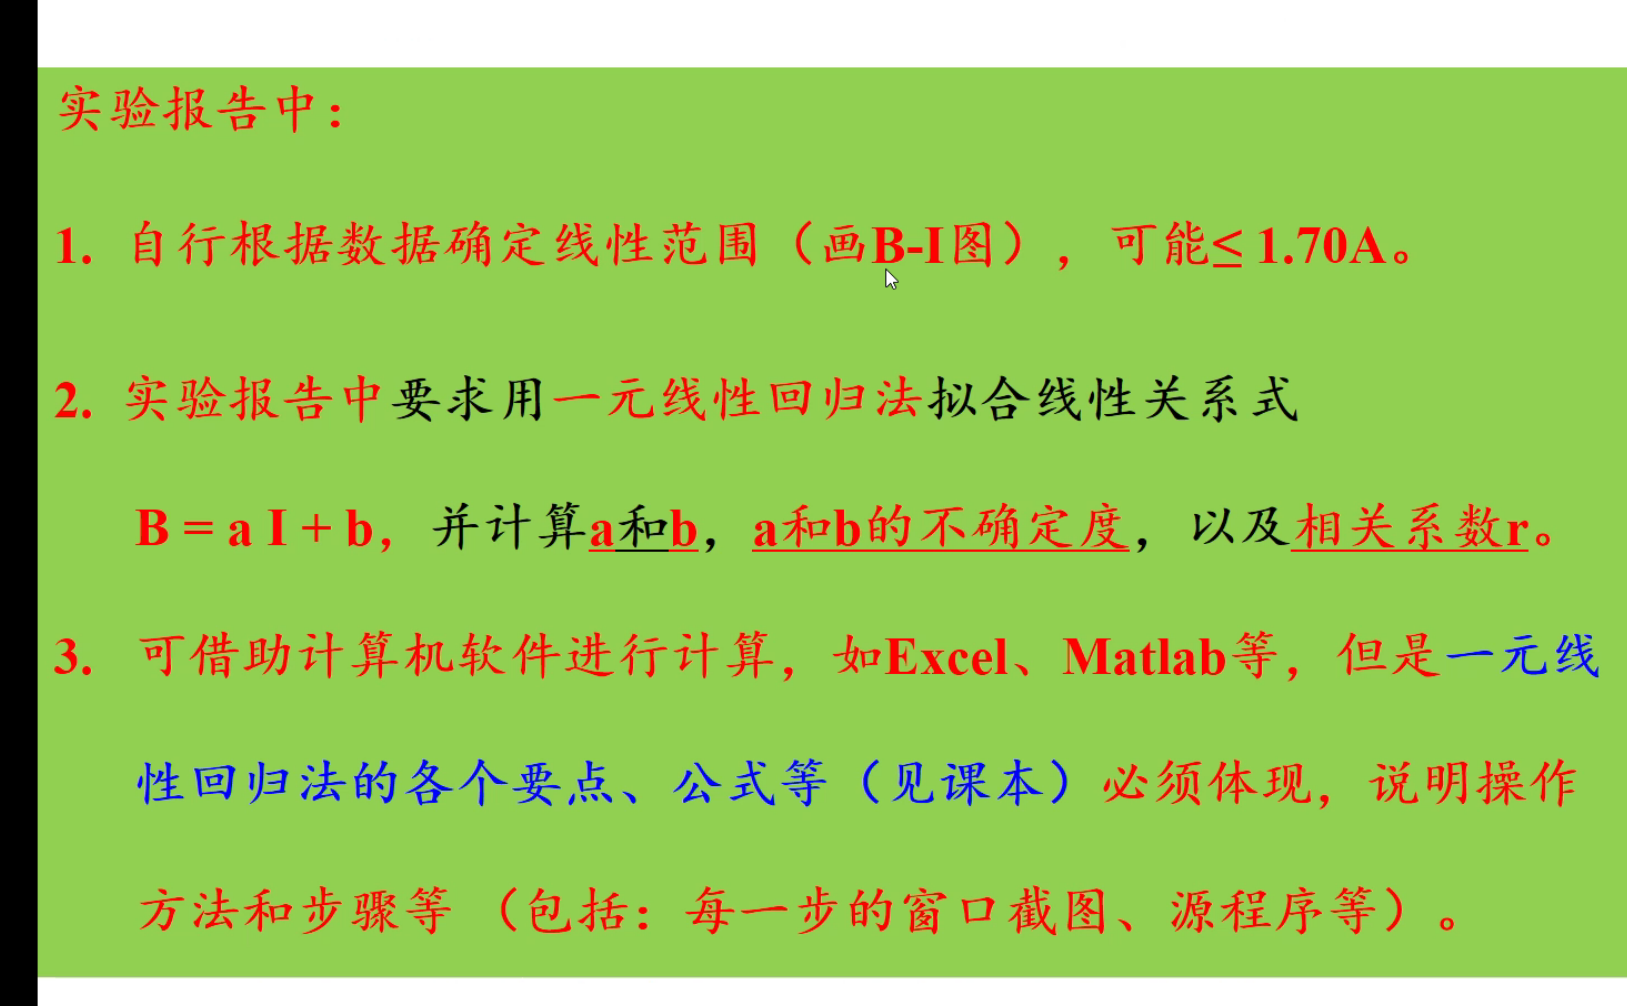 实验报告中：
1. 自行根据数据确定线性范围（画B-I图），可能≤ 1.70A。
2. 实验报告中要求用一元线性回归法拟合线性关系式
B = a I + b，并计算a和b，a和b的不确定度，以及相关系数r。
3. 可借助计算机软件进行计算，如Excel、Matlab等，但是一元线
性回归法的各个要点、公式等（见课本）必须体现，说明操作
方法和步骤等（包括：每一步的窗口截图、源程序等）。